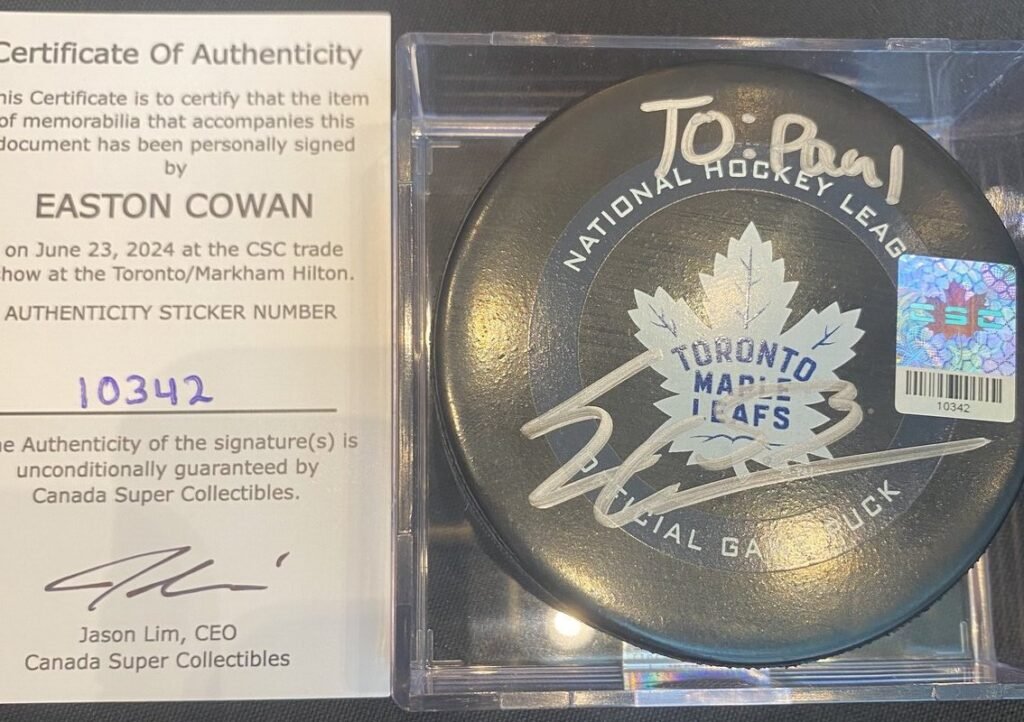 Certificate Of Authenticity
his Certificate is to certify that the item
of memorabilia that accompanies this
document has been personally signed
by
EASTON COWAN
on June 23, 2024 at the CSC trade
show at the Toronto/Markham Hilton.
AUTHENTICITY STICKER NUMBER
10342
he Authenticity of the signature(s) is
unconditionally guaranteed by
Canada Super Collectibles.
Jason Lim, CEO
Canada Super Collectibles
TO: Paul
NATIONAL HOCKEY LEAG
TORONTO
MAPLE
LEAFS
53
OFFICIAL GAME PUCK
CSC
10342